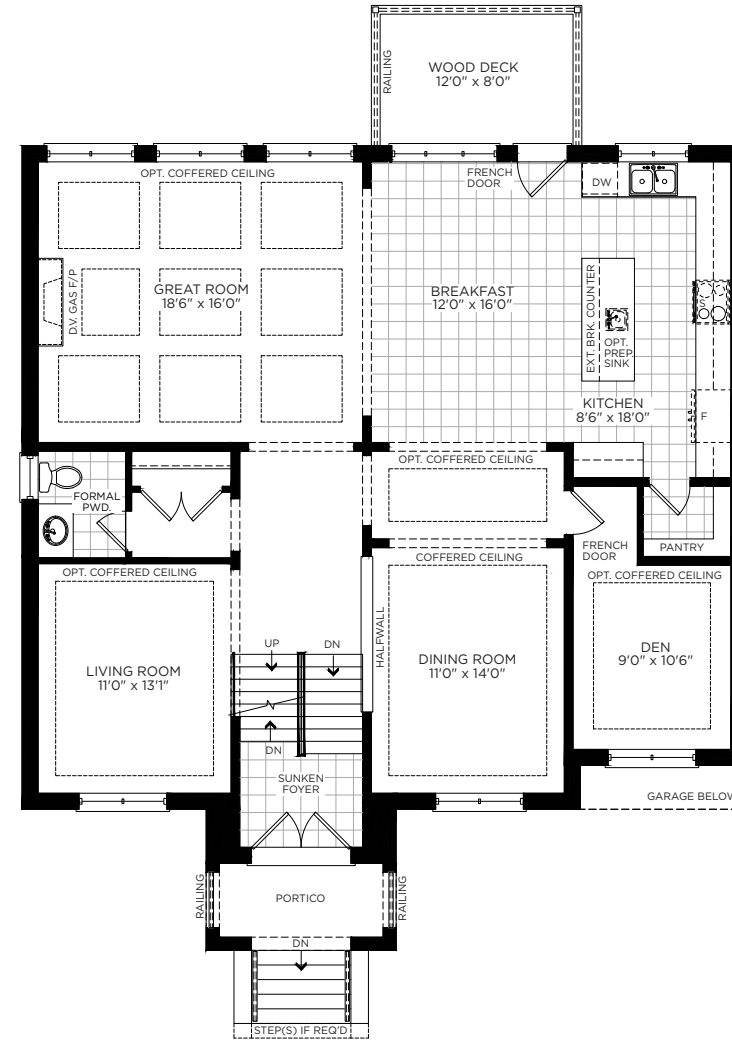 WOOD DECK
12'0" x 8'0"
RAILING
OPT. COFFERED CEILING
FRENCH
DOOR
DW
D.V. GAS F/P
GREAT ROOM
18'6" x 16'0"
BREAKFAST
12'0" x 16'0"
EXT. BRK. COUNTER
OPT.
PREP
SINK
S
KITCHEN
8'6" x 18'0"
F
OPT. COFFERED CEILING
FORMAL
PWD.
FRENCH
DOOR
PANTRY
COFFERED CEILING
OPT. COFFERED CEILING
OPT. COFFERED CEILING
HALFWALL
UP
DN
LIVING ROOM
11'0" x 13'1"
DINING ROOM
11'0" x 14'0"
DEN
9'0" x 10'6"
DN
SUNKEN
FOYER
GARAGE BELOW
RAILING
PORTICO
RAILING
DN
STEP(S) IF REQ'D